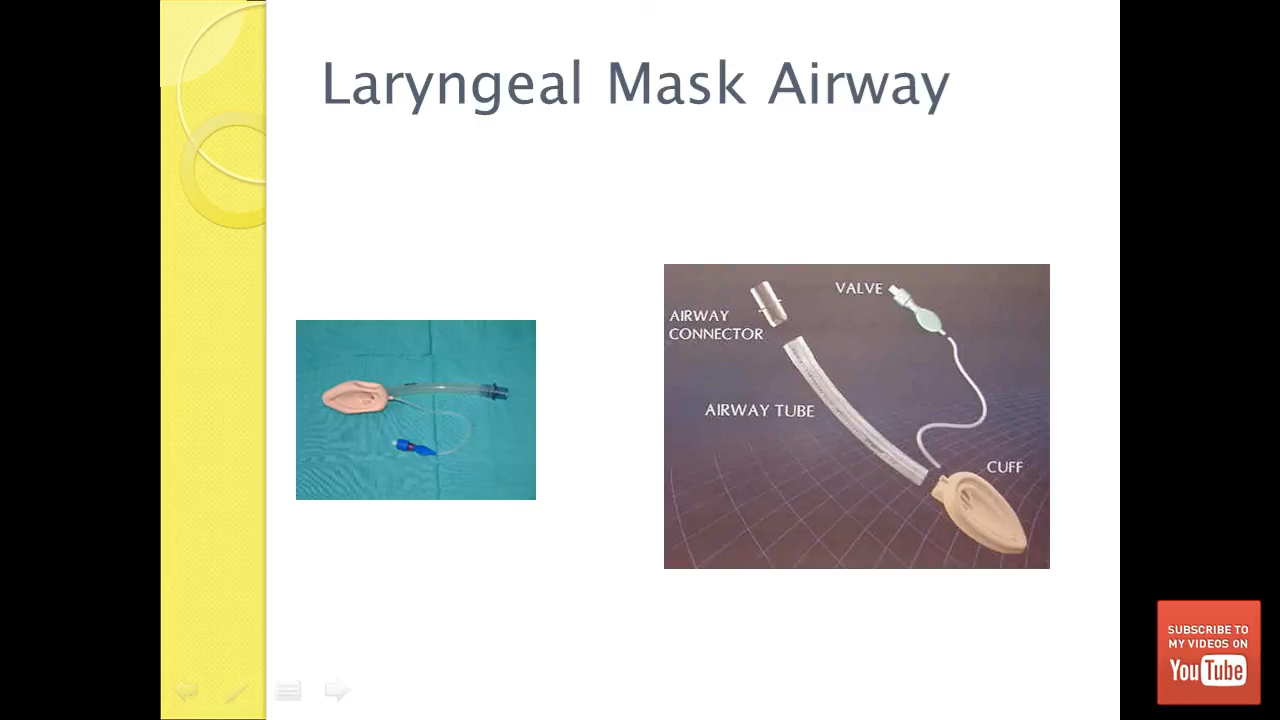 Laryngeal Mask Airway
VALVE
AIRWAY
CONNECTOR
AIRWAY TUBE
CUFF
SUBSCRIBE TO
MY VIDEOS ON
YouTube